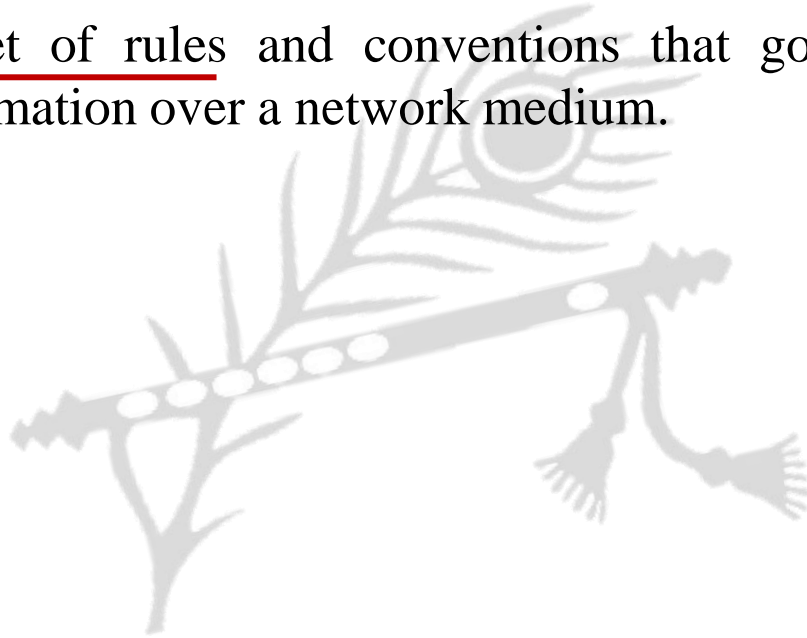 et of rules and conventions that go
mation over a network medium.